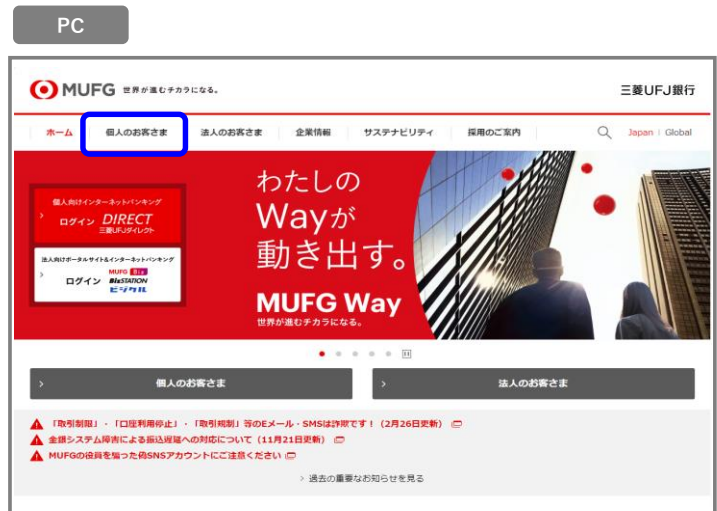 PC
MUFG 世界が進むチカラになる。
三菱UFJ銀行
ホーム 個人のお客さま 法人のお客さま 企業情報 サステナビリティ 採用のご案内 Japan | Global
個人向けインターネットバンキング
ログイン DIRECT
三菱UFJダイレクト
法人向けポータルサイト&インターネットバンキング
ログイン MUFG Biz
BizSTATION
ビジクル
わたしの
Wayが
動き出す。
MUFG Way
世界が進むチカラになる。
個人のお客さま
法人のお客さま
「取引制限」・「口座利用停止」・「取引規制」等のEメール・SMSは詐欺です！（2月26日更新）
全銀システム障害による振込遅延への対応について（11月21日更新）
MUFGの役員を騙った偽SNSアカウントにご注意ください
過去の重要なお知らせを見る